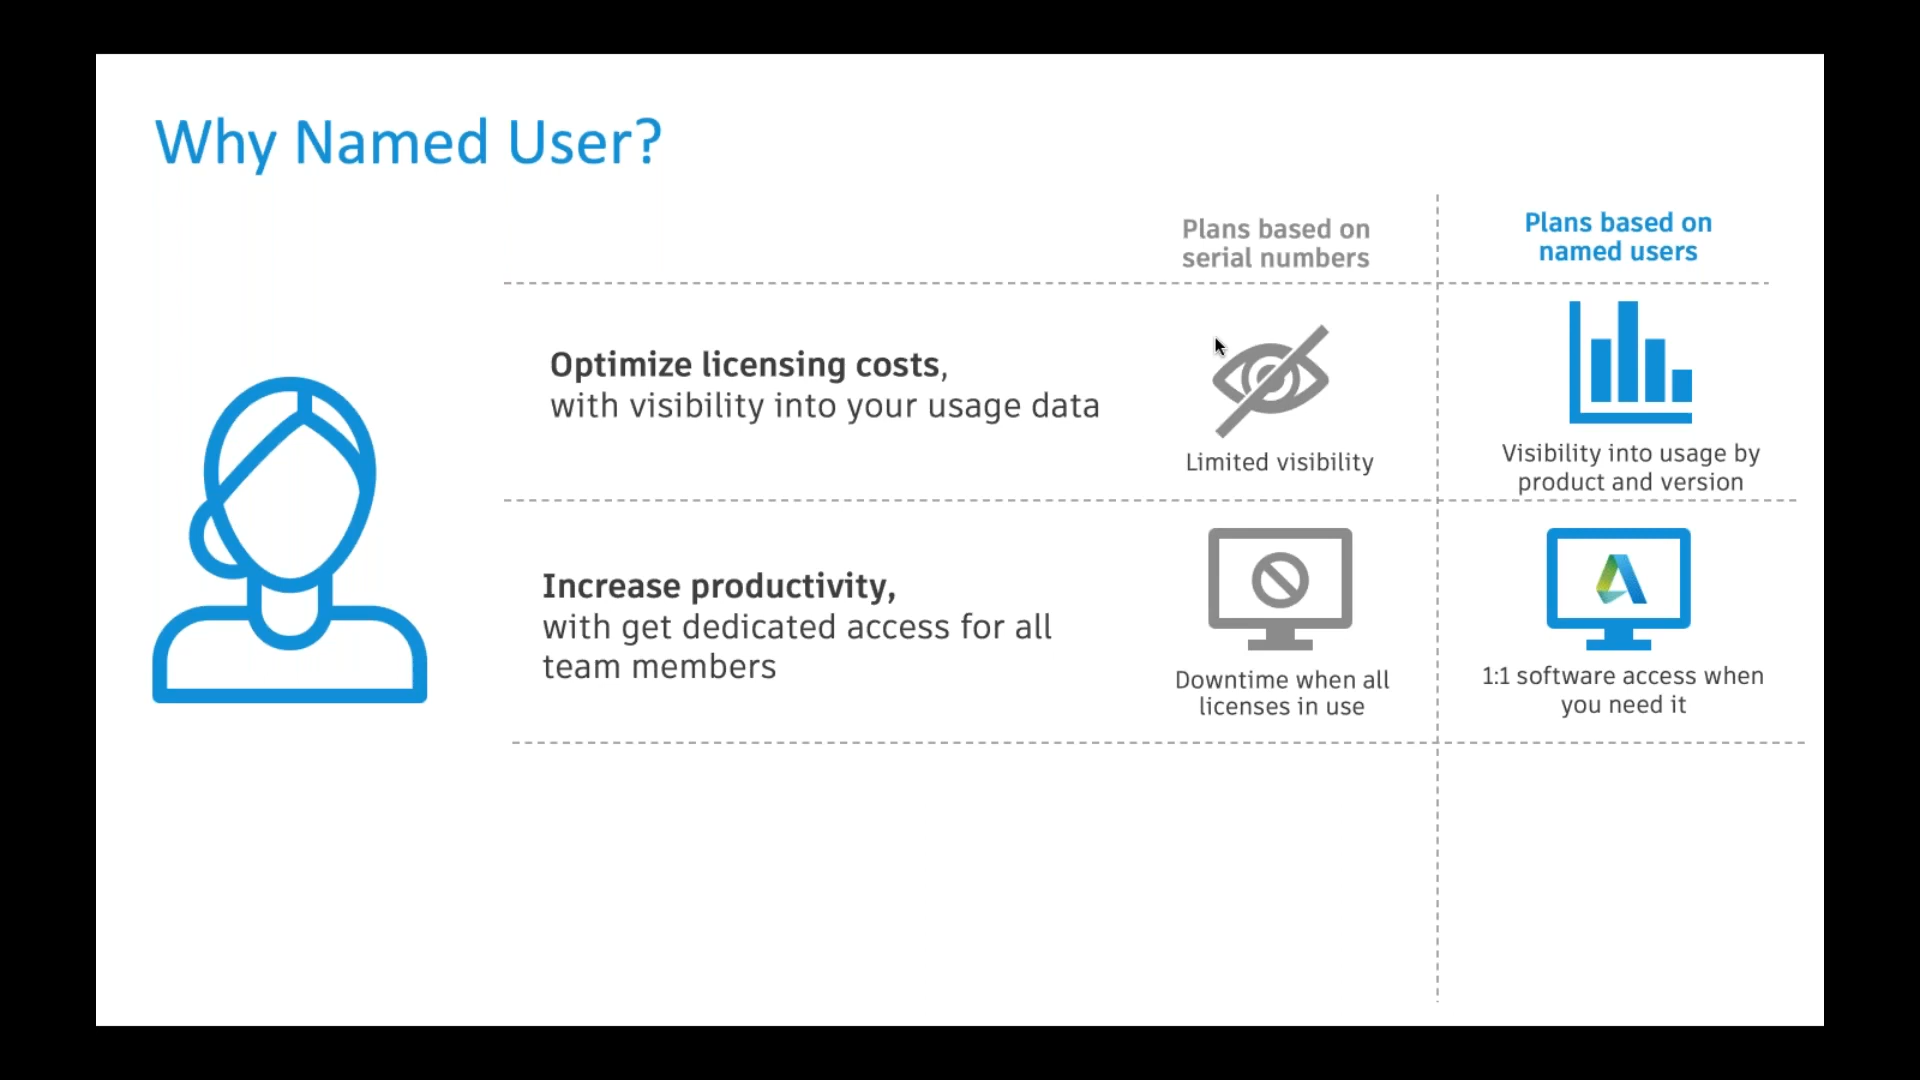 Why Named User?
Plans based on
serial numbers
Plans based on
named users
Optimize licensing costs,
with visibility into your usage data
Limited visibility
Visibility into usage by
product and version
Increase productivity,
with get dedicated access for all
team members
Downtime when all
licenses in use
1:1 software access when
you need it